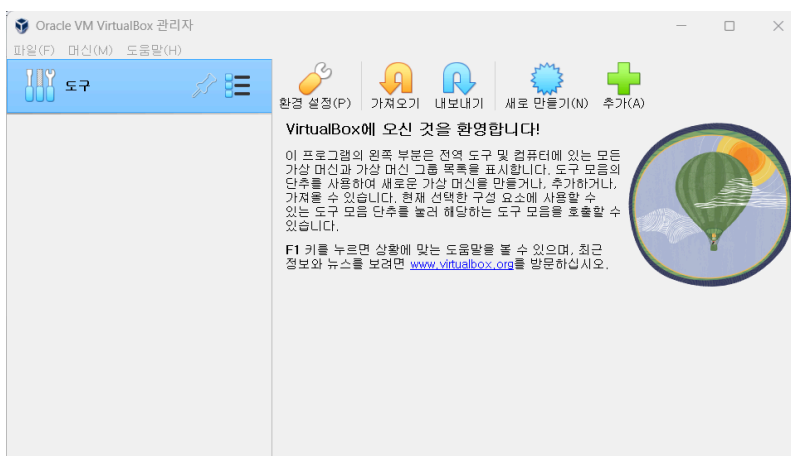 Oracle VM VirtualBox 관리자
파일(F) 머신(M) 도움말(H)
도구
환경 설정(P) 가져오기 내보내기 새로 만들기(N) 추가(A)
VirtualBox에 오신 것을 환영합니다!
이 프로그램의 왼쪽 부분은 전역 도구 및 컴퓨터에 있는 모든
가상 머신과 가상 머신 그룹 목록을 표시합니다. 도구 모음의
단추를 사용하여 새로운 가상 머신을 만들거나, 추가하거나,
가져올 수 있습니다. 현재 선택한 구성 요소에 사용할 수
있는 도구 모음 단추를 눌러 해당하는 도구 모음을 호출할 수
있습니다.
F1 키를 누르면 상황에 맞는 도움말을 볼 수 있으며, 최근
정보와 뉴스를 보려면 www.virtualbox.org를 방문하십시오.